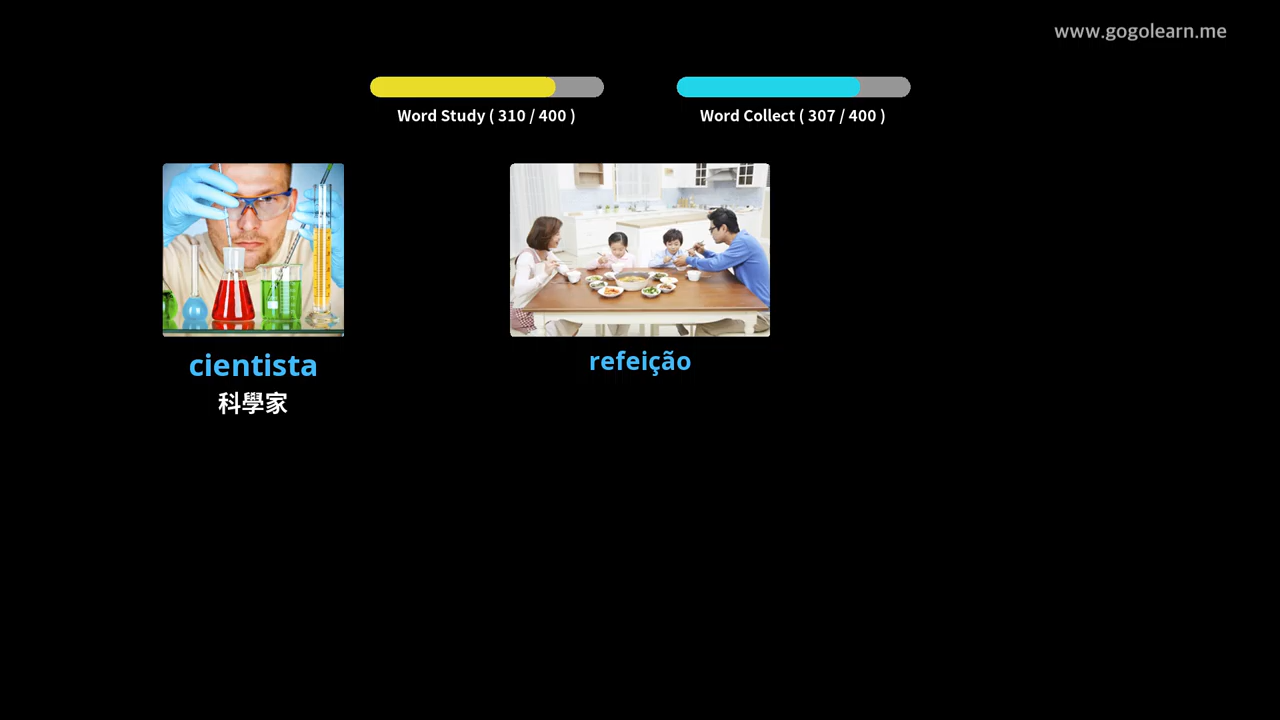 www.gogolearn.me
Word Study ( 310 / 400 )
Word Collect ( 307 / 400 )
cientista
科學家
refeição